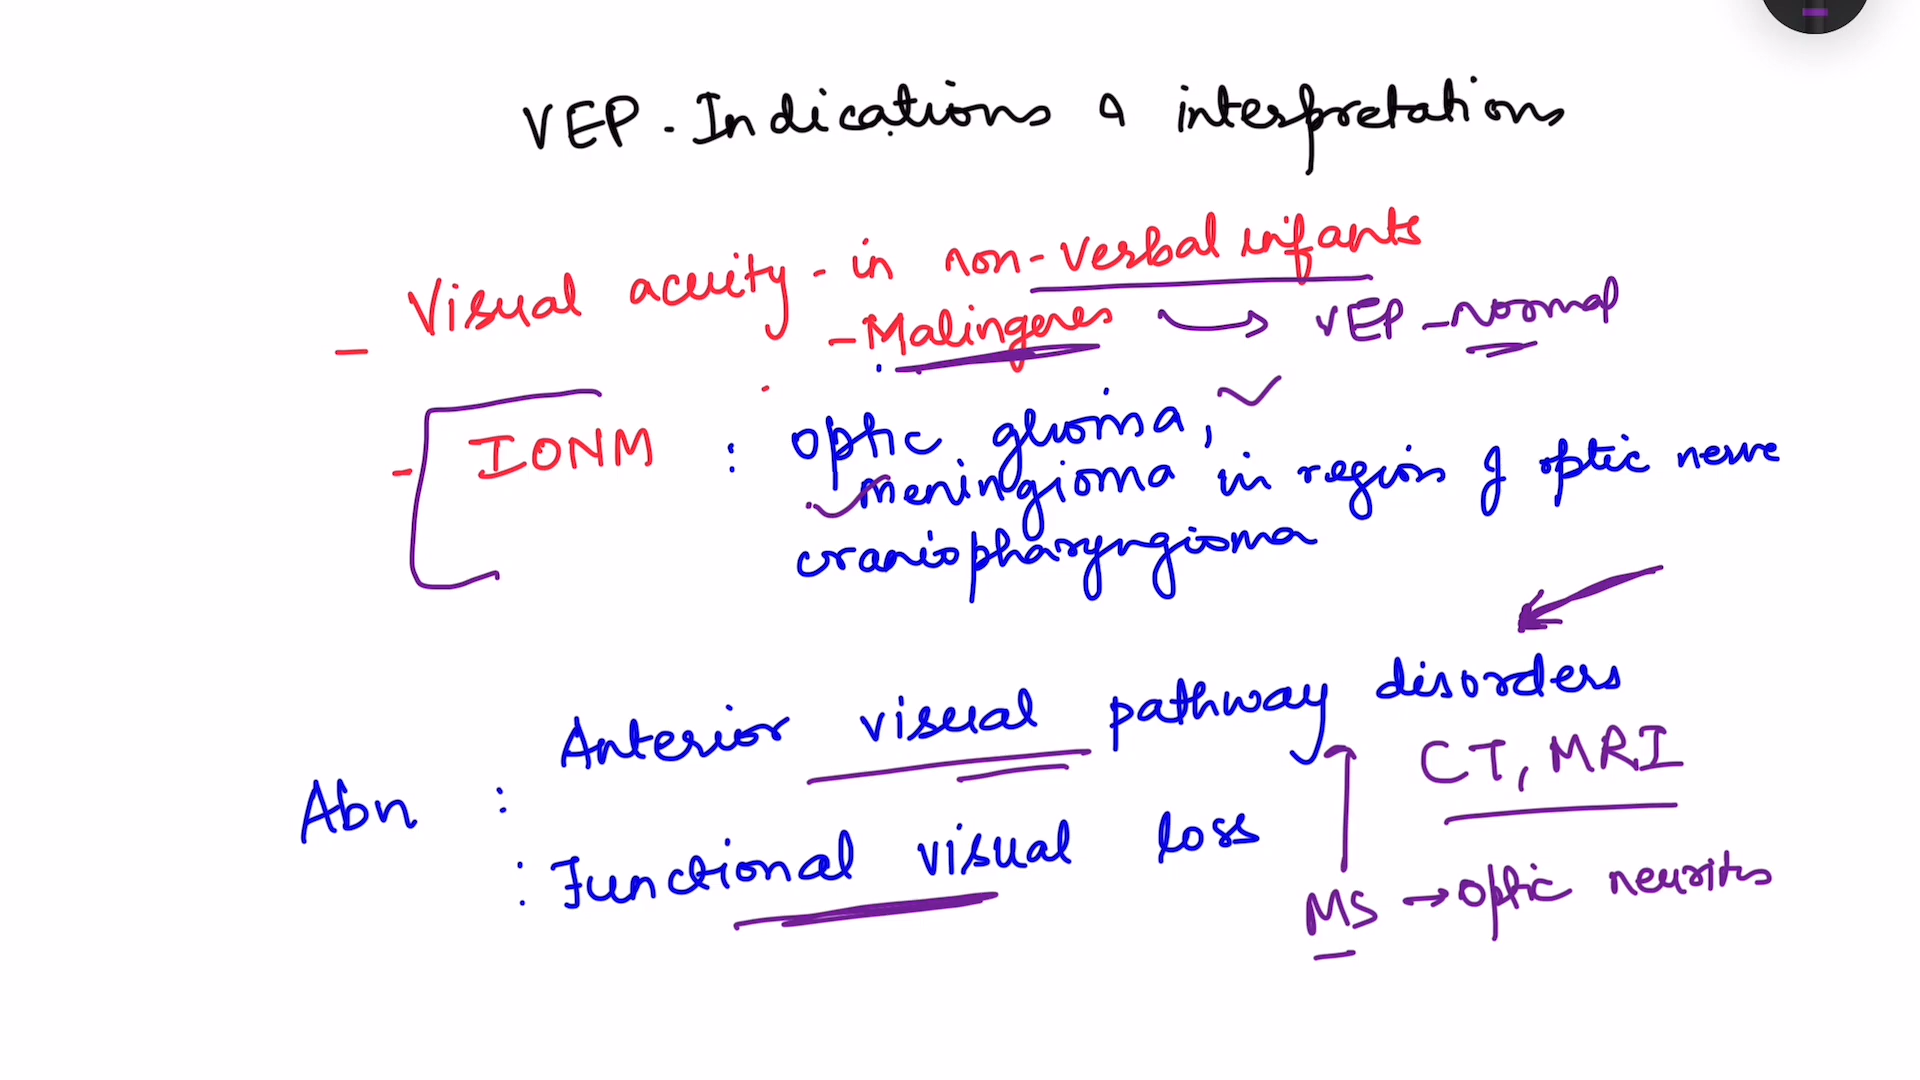 VEP - Indications & interpretations
- Visual acuity - in non-verbal infants
- Malingeres → VEP - normal
- IONM : optic glioma,
meningioma in region of optic nerve
craniopharyngioma
Abn : Anterior visual pathway disorders
CT, MRI
: Functional visual loss
MS → optic neuritis